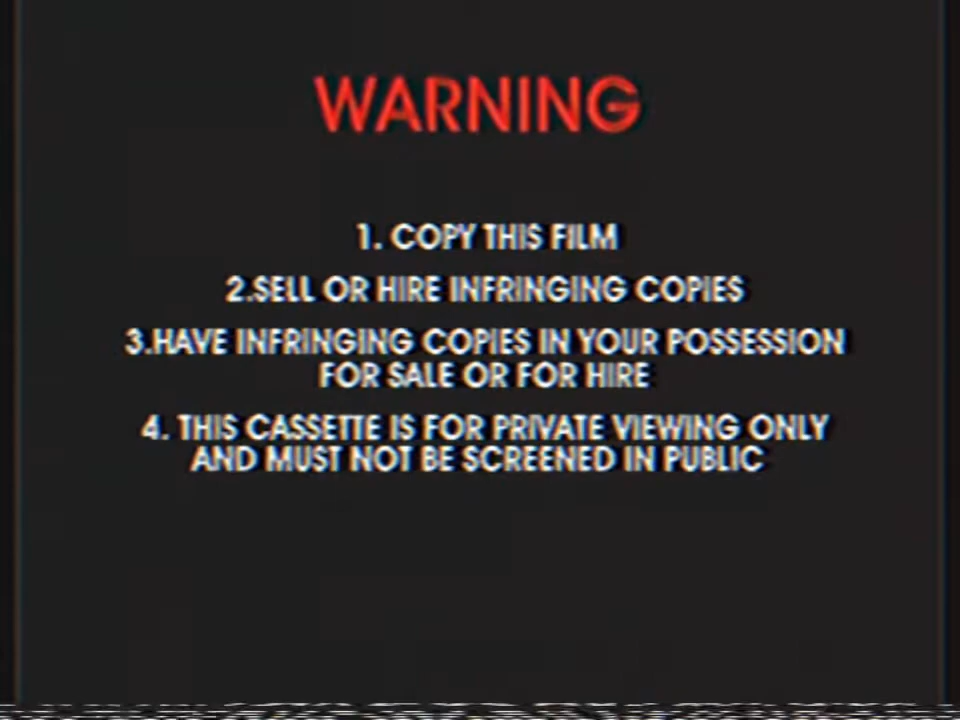 WARNING
1. COPY THIS FILM
2.SELL OR HIRE INFRINGING COPIES
3.HAVE INFRINGING COPIES IN YOUR POSSESSION
FOR SALE OR FOR HIRE
4. THIS CASSETTE IS FOR PRIVATE VIEWING ONLY
AND MUST NOT BE SCREENED IN PUBLIC